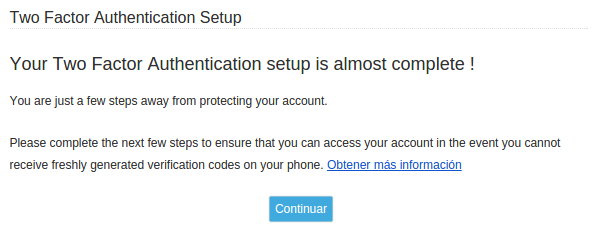 Two Factor Authentication Setup
Your Two Factor Authentication setup is almost complete !
You are just a few steps away from protecting your account.
Please complete the next few steps to ensure that you can access your account in the event you cannot
receive freshly generated verification codes on your phone. Obtener más información
Continuar